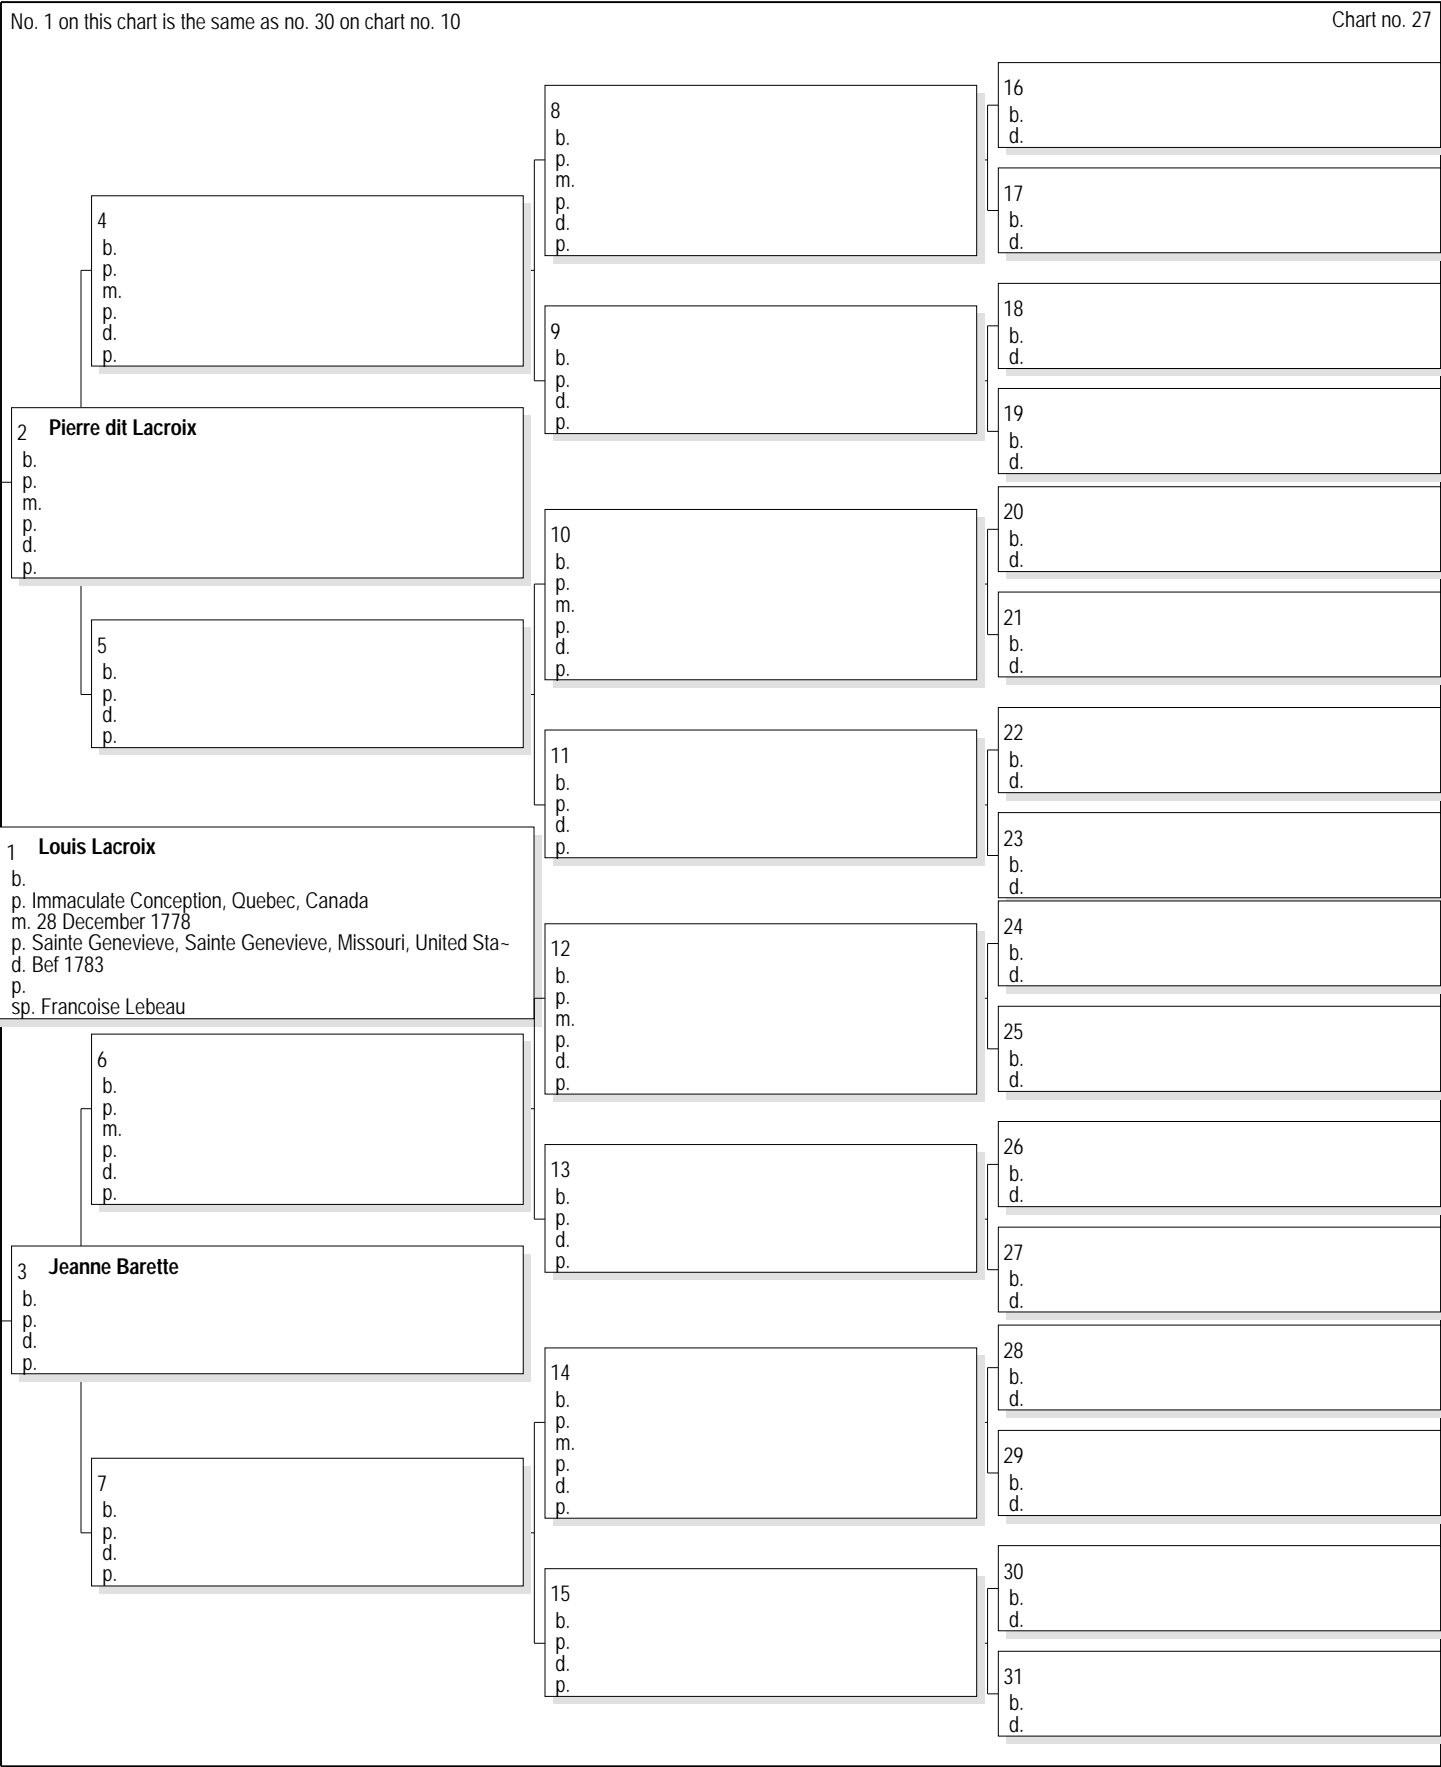 No. 1 on this chart is the same as no. 30 on chart no. 10
Chart no. 27
1 Louis Lacroix
b.
p. Immaculate Conception, Quebec, Canada
m. 28 December 1778
p. Sainte Genevieve, Sainte Genevieve, Missouri, United Sta~
d. Bef 1783
p.
sp. Francoise Lebeau
2 Pierre dit Lacroix
b.
p.
m.
p.
d.
p.
3 Jeanne Barette
b.
p.
d.
p.
4
b.
p.
m.
p.
d.
p.
5
b.
p.
d.
p.
6
b.
p.
m.
p.
d.
p.
7
b.
p.
d.
p.
8
b.
p.
m.
p.
d.
p.
9
b.
p.
d.
p.
10
b.
p.
m.
p.
d.
p.
11
b.
p.
d.
p.
12
b.
p.
m.
p.
d.
p.
13
b.
p.
d.
p.
14
b.
p.
m.
p.
d.
p.
15
b.
p.
d.
p.
16
b.
d.
17
b.
d.
18
b.
d.
19
b.
d.
20
b.
d.
21
b.
d.
22
b.
d.
23
b.
d.
24
b.
d.
25
b.
d.
26
b.
d.
27
b.
d.
28
b.
d.
29
b.
d.
30
b.
d.
31
b.
d.